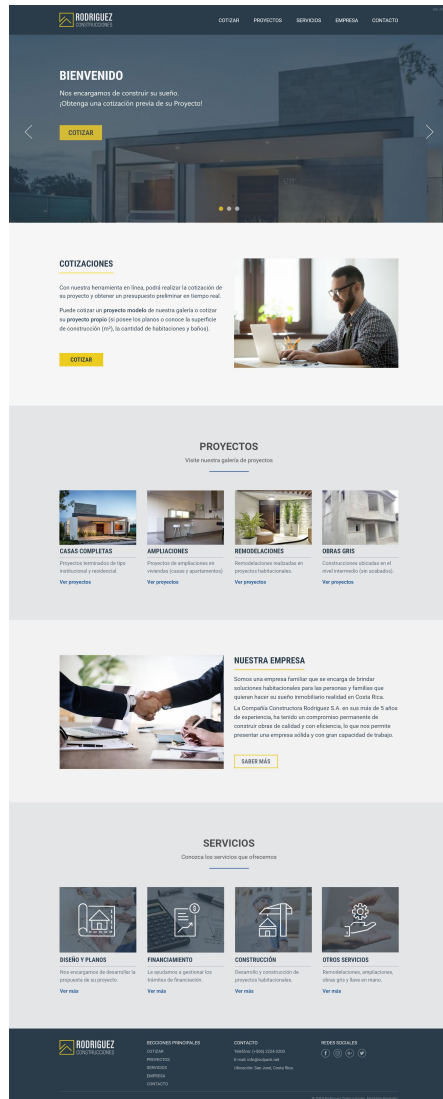 RODRIGUEZ
CONSTRUCCIONES
COTIZAR PROYECTOS SERVICIOS EMPRESA CONTACTO
BIENVENIDO
Nos encargamos de construir su sueño.
¡Obtenga una cotización previa de su Proyecto!
COTIZAR
COTIZACIONES
Con nuestra herramienta en línea, podrá realizar la cotización de
su proyecto y obtener un presupuesto preliminar en tiempo real.
Puede cotizar un proyecto modelo de nuestra galería o cotizar
su proyecto propio (si posee los planos o conoce la superficie
de construcción (m²), la cantidad de habitaciones y baños).
COTIZAR
PROYECTOS
Visite nuestra galería de proyectos
CASAS COMPLETAS
Proyectos terminados de tipo
institucional y residencial.
Ver proyectos
AMPLIACIONES
Proyectos de ampliaciones en
viviendas (casas y apartamentos)
Ver proyectos
REMODELACIONES
Remodelaciones realizadas en
proyectos habitacionales.
Ver proyectos
OBRAS GRIS
Construcciones ubicadas en el
nivel intermedio (sin acabados).
Ver proyectos
NUESTRA EMPRESA
Somos una empresa familiar que se encarga de brindar
soluciones habitacionales para las personas y familias que
quieran hacer su sueño inmobiliario realidad en Costa Rica.
La Compañía Constructora Rodríguez S.A. en sus más de 5 años
de experiencia, ha tenido un compromiso permanente de
construir obras de calidad y con eficiencia, lo que nos permite
presentar una empresa sólida y con gran capacidad de trabajo.
SABER MÁS
SERVICIOS
Conozca los servicios que ofrecemos
DISEÑO Y PLANOS
Nos encargamos de desarrollar la
propuesta de su proyecto.
Ver más
FINANCIAMIENTO
Le ayudamos a gestionar los
trámites de financiación.
Ver más
CONSTRUCCIÓN
Desarrollo y construcción de
proyectos habitacionales.
Ver más
OTROS SERVICIOS
Remodelaciones, ampliaciones,
obras gris y llave en mano.
Ver más
RODRIGUEZ
CONSTRUCCIONES
SECCIONES PRINCIPALES
COTIZAR
PROYECTOS
SERVICIOS
EMPRESA
CONTACTO
CONTACTO
Teléfono: (+506) 2234-3200
E-mail:
Ubicación: San José, Costa Rica
REDES SOCIALES